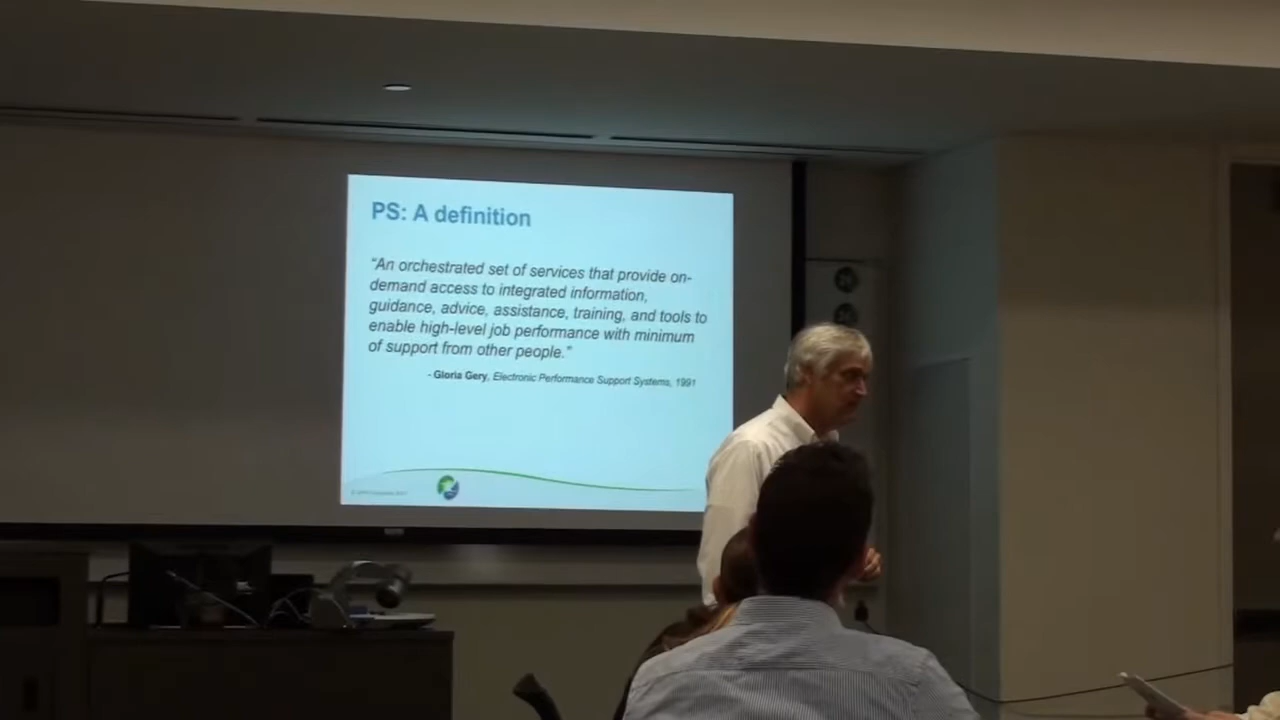 PS: A definition
“An orchestrated set of services that provide on-
demand access to integrated information,
guidance, advice, assistance, training, and tools to
enable high-level job performance with minimum
of support from other people.”
- Gloria Gery, Electronic Performance Support Systems, 1991